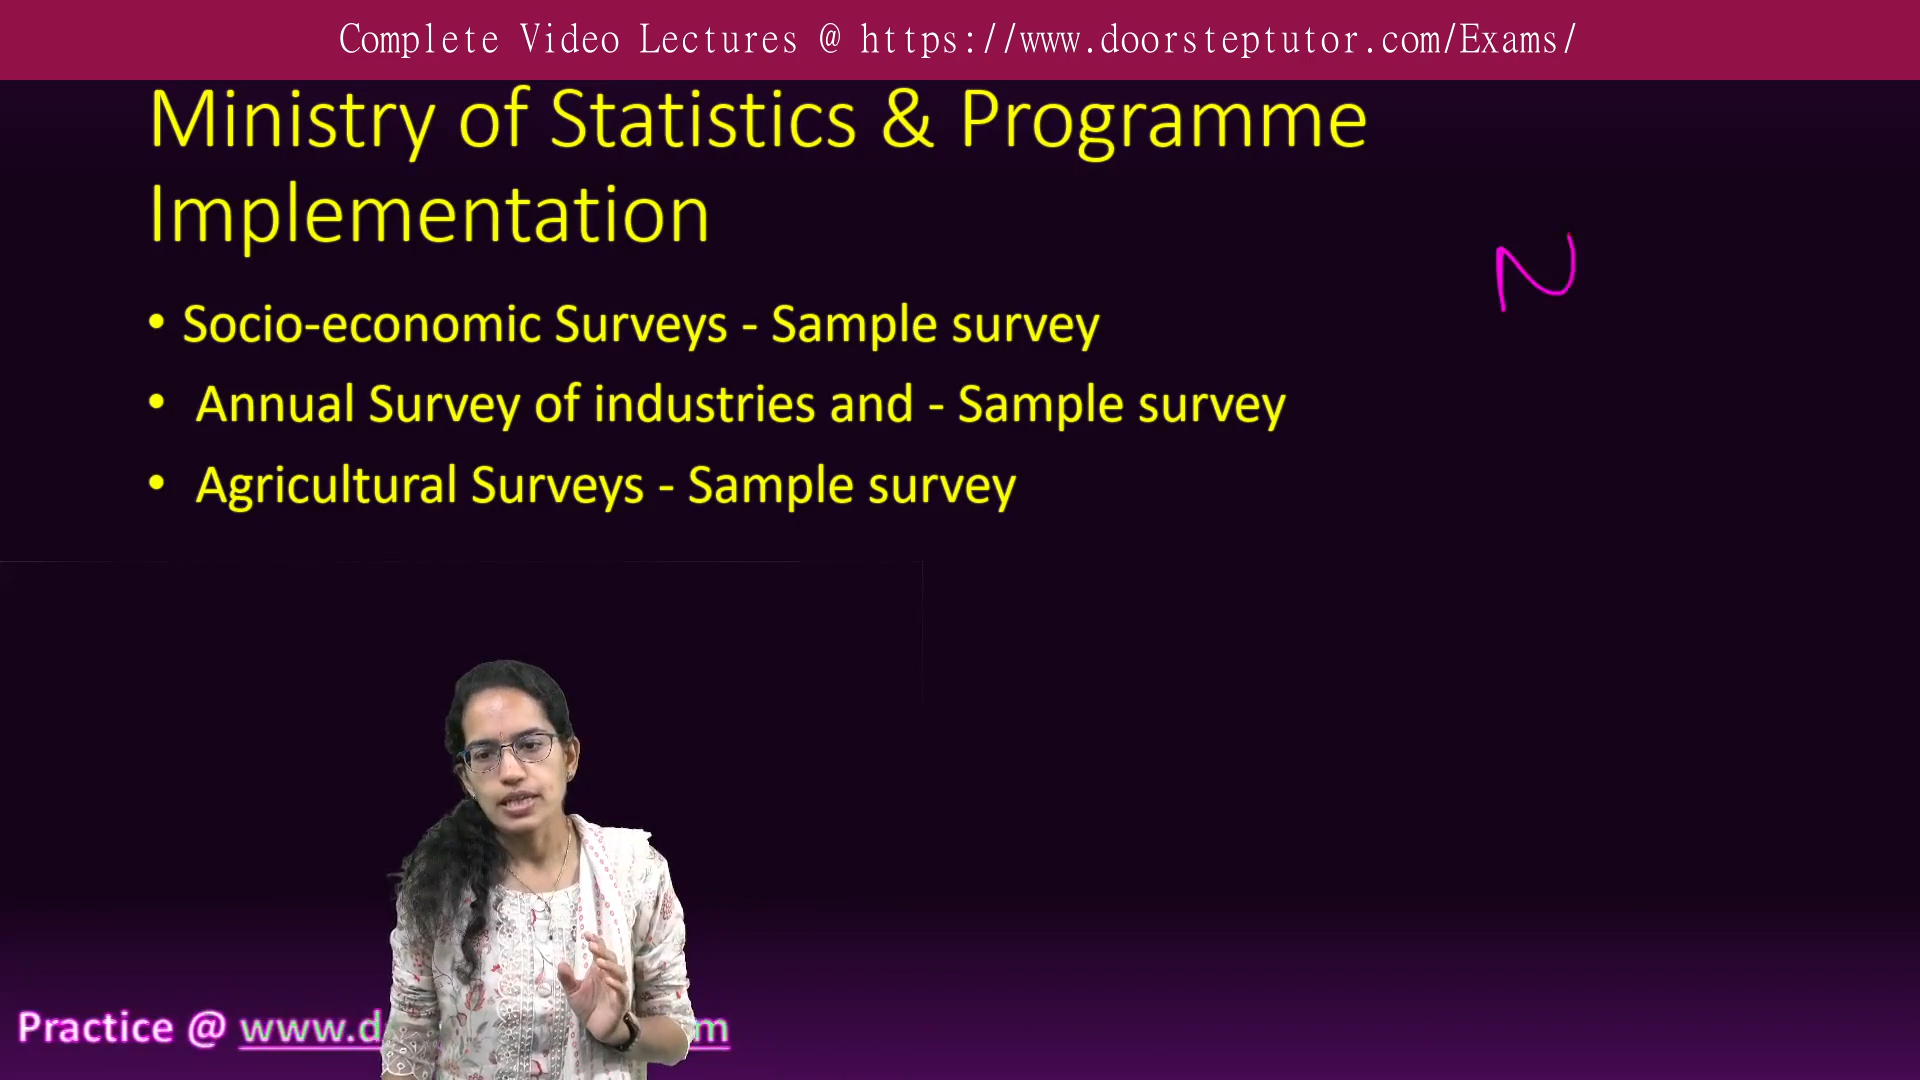 Complete Video Lectures @ https://www.doorsteptutor.com/Exams/
Ministry of Statistics & Programme
Implementation
N
• Socio-economic Surveys - Sample survey
• Annual Survey of industries and - Sample survey
• Agricultural Surveys - Sample survey
Practice @